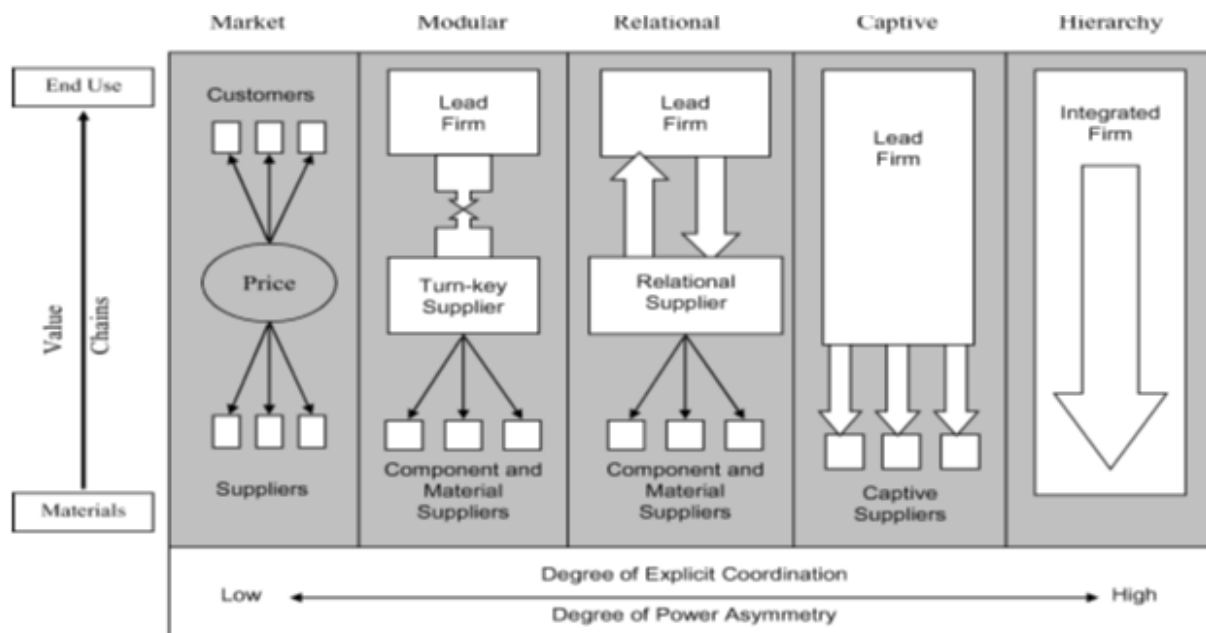 Market
Modular
Relational
Captive
Hierarchy
End Use
Value
Chains
Materials
Customers
Price
Suppliers
Lead
Firm
Turn-key
Supplier
Component and
Material
Suppliers
Lead
Firm
Relational
Supplier
Component and
Material
Suppliers
Lead
Firm
Captive
Suppliers
Integrated
Firm
Degree of Explicit Coordination
Low
High
Degree of Power Asymmetry